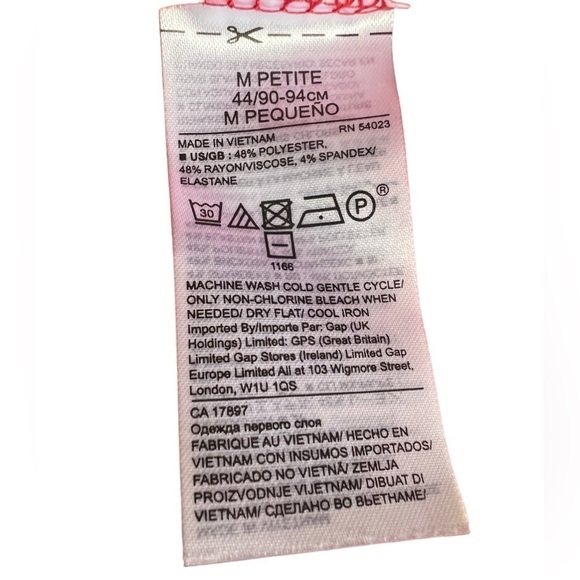 M PETITE
44/90-94CM
M PEQUEÑO
RN 54023
MADE IN VIETNAM
■ US/GB : 48% POLYESTER,
48% RAYON/VISCOSE, 4% SPANDEX/
ELASTANE
30 P ®
1166
MACHINE WASH COLD GENTLE CYCLE/
ONLY NON-CHLORINE BLEACH WHEN
NEEDED/ DRY FLAT/ COOL IRON
Imported By/Importe Par: Gap (UK
Holdings) Limited: GPS (Great Britain)
Limited Gap Stores (Ireland) Limited Gap
Europe Limited All at 103 Wigmore Street,
London, W1U 1QS
CA 17897
Одежда первого слоя
FABRIQUE AU VIETNAM/ HECHO EN
VIETNAM CON INSUMOS IMPORTADOS/
FABRICADO NO VIETNÃ/ ZEMLJA
PROIZVODNJE VIJETNAM/ DIBUAT DI
VIETNAM/ СДЕЛАНО ВО ВЬЕТНАМЕ/